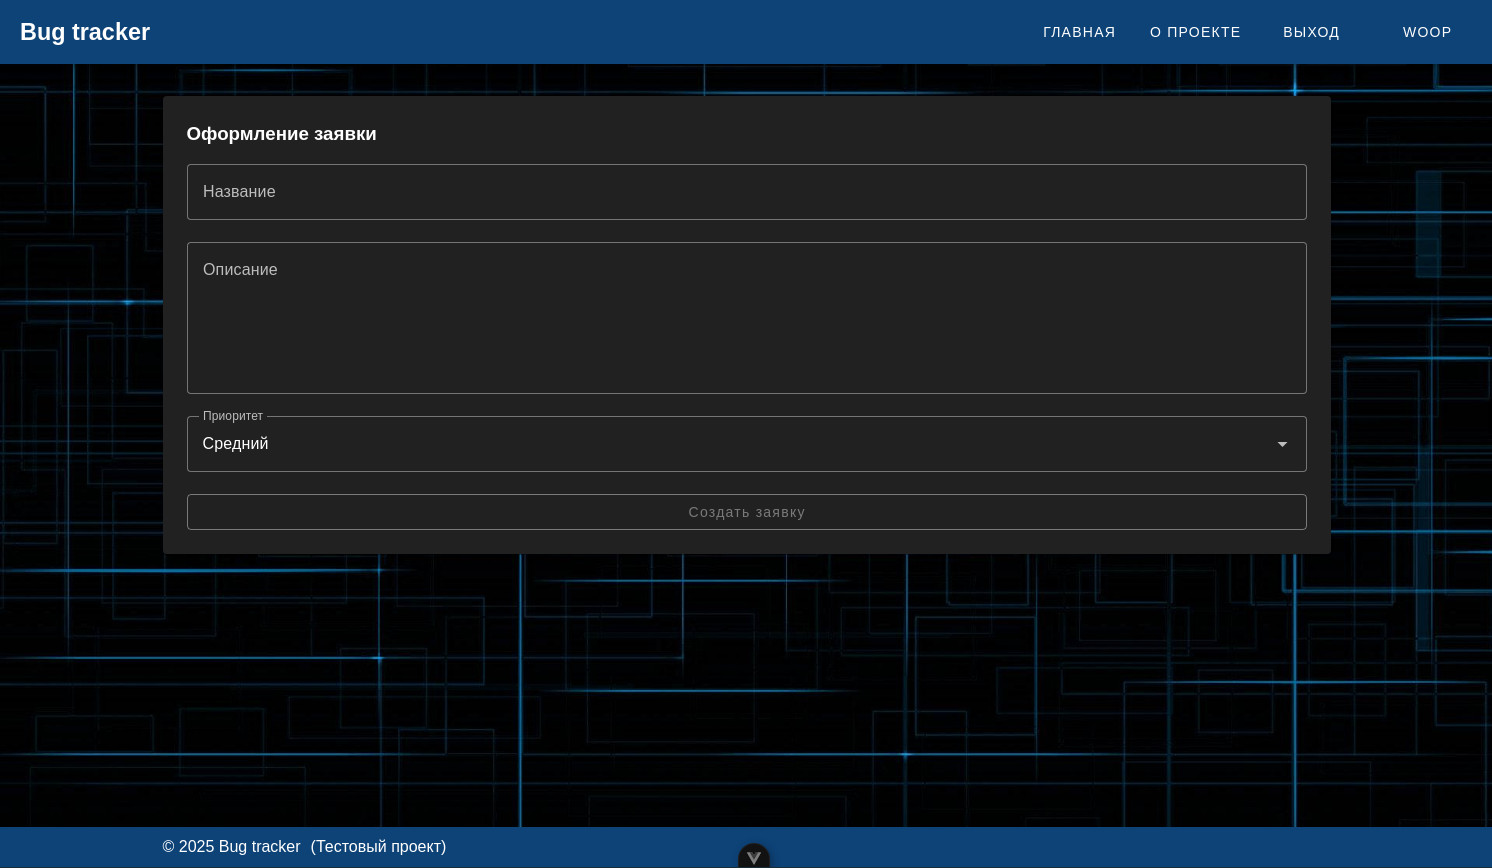 Bug tracker
ГЛАВНАЯ О ПРОЕКТЕ ВЫХОД WOOP
Оформление заявки
Название
Описание
Приоритет
Средний
Создать заявку
© 2025 Bug tracker (Тестовый проект)